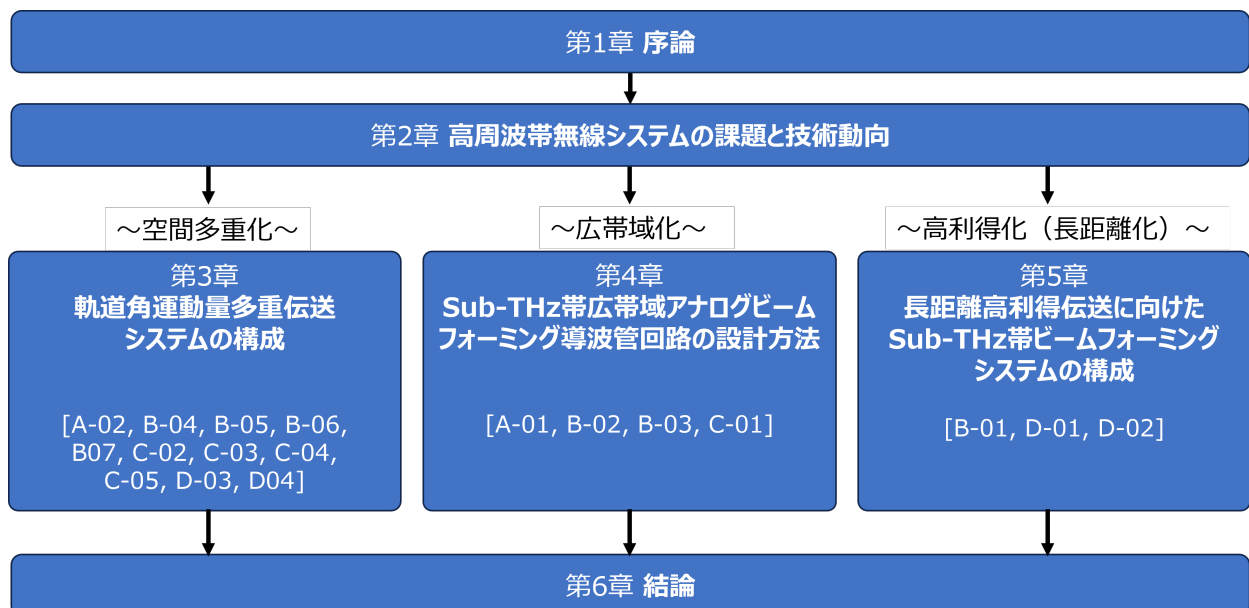 第1章 序論
第2章 高周波帯無線システムの課題と技術動向
～空間多重化～
第3章
軌道角運動量多重伝送
システムの構成
[A-02, B-04, B-05, B-06,
B07, C-02, C-03, C-04,
C-05, D-03, D04]
～広帯域化～
第4章
Sub-THz帯広帯域アナログビーム
フォーミング導波管回路の設計方法
[A-01, B-02, B-03, C-01]
～高利得化（長距離化）～
第5章
長距離高利得伝送に向けた
Sub-THz帯ビームフォーミング
システムの構成
[B-01, D-01, D-02]
第6章 結論